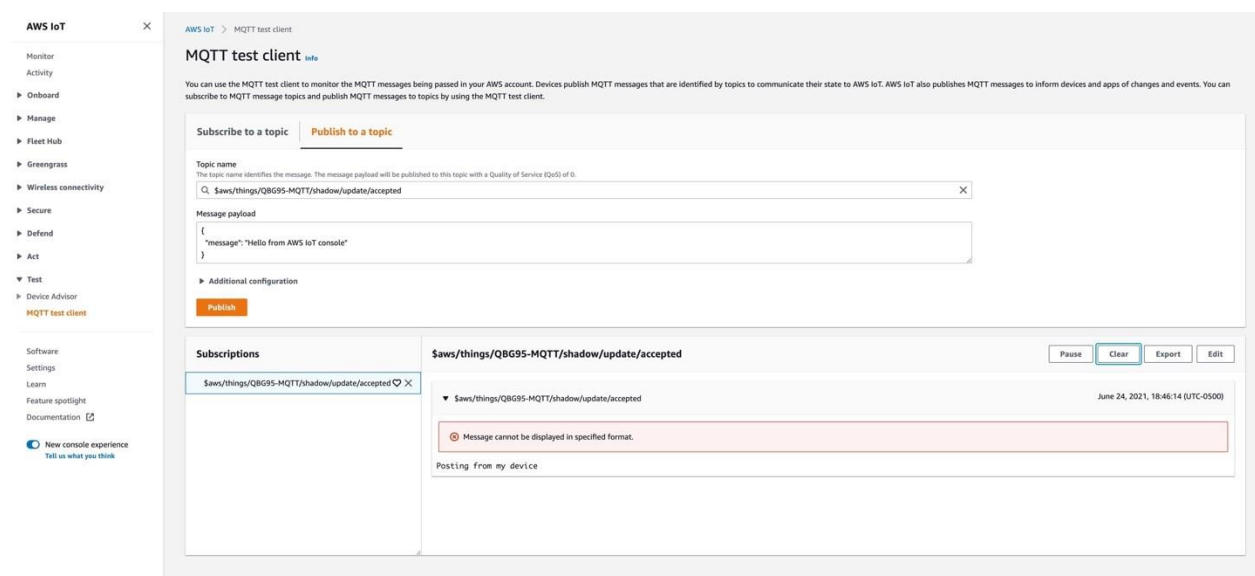 AWS IoT
Monitor
Activity
Onboard
Manage
Fleet Hub
Greengrass
Wireless connectivity
Secure
Defend
Act
Test
Device Advisor
MQTT test client
Software
Settings
Learn
Feature spotlight
Documentation
New console experience
Tell us what you think
AWS IoT > MQTT test client
MQTT test client Info
You can use the MQTT test client to monitor the MQTT messages being passed in your AWS account. Devices publish MQTT messages that are identified by topics to communicate their state to AWS IoT. AWS IoT also publishes MQTT messages to inform devices and apps of changes and events. You can
subscribe to MQTT message topics and publish MQTT messages to topics by using the MQTT test client.
Subscribe to a topic Publish to a topic
Topic name
The topic name identifies the message. The message payload will be published to this topic with a Quality of Service (QoS) of 0.
$aws/things/QBG95-MQTT/shadow/update/accepted
Message payload
{
"message": "Hello from AWS IoT console"
}
Additional configuration
Publish
Subscriptions
$aws/things/QBG95-MQTT/shadow/update/accepted
$aws/things/QBG95-MQTT/shadow/update/accepted
Pause Clear Export Edit
$aws/things/QBG95-MQTT/shadow/update/accepted
June 24, 2021, 18:46:14 (UTC-0500)
Message cannot be displayed in specified format.
Posting from my device